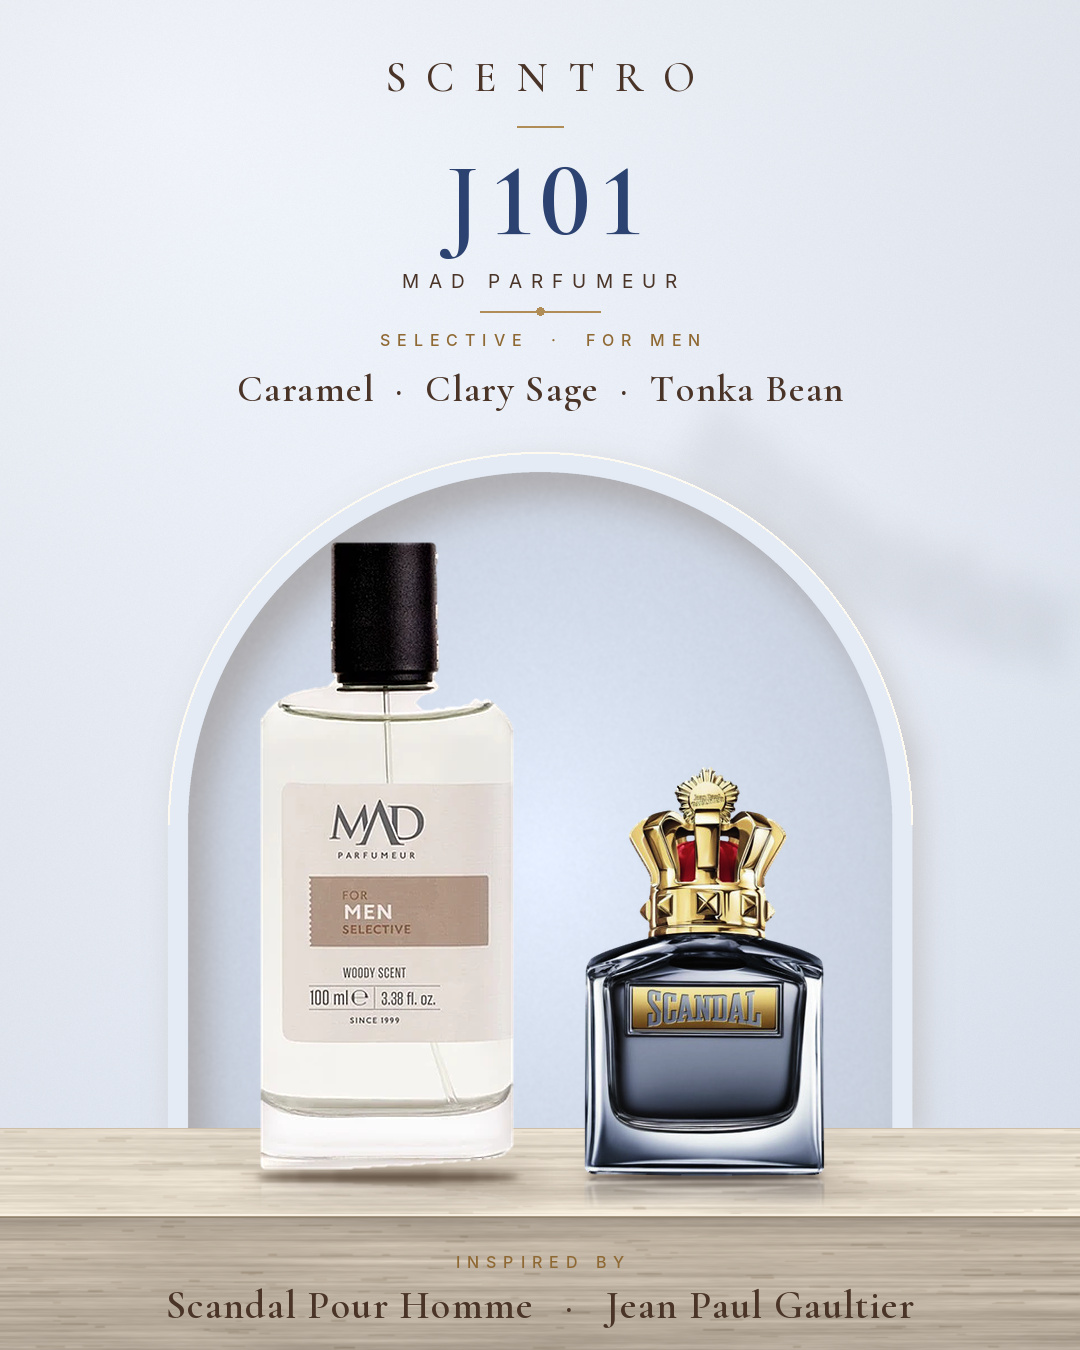 SCENTRO
J101
MAD PARFUMEUR
SELECTIVE · FOR MEN
Caramel · Clary Sage · Tonka Bean
MAD
PARFUMEUR
FOR
MEN
SELECTIVE
WOODY SCENT
100 ml ℮ 3.38 fl. oz.
SINCE 1999
SCANDAL
INSPIRED BY
Scandal Pour Homme · Jean Paul Gaultier